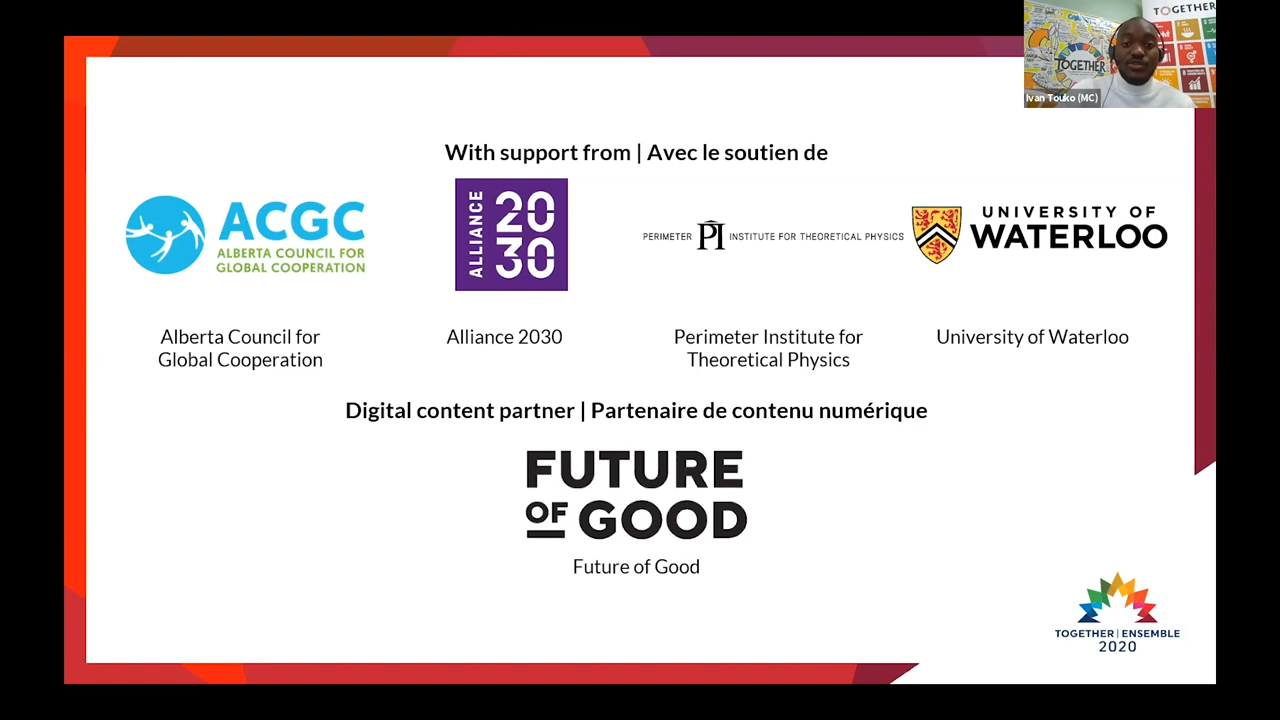 TOGETHER
TOGETHER
Ivan Touko (MC)
With support from | Avec le soutien de
ACGC
ALBERTA COUNCIL FOR
GLOBAL COOPERATION
ALLIANCE
20
30
PERIMETER PI INSTITUTE FOR THEORETICAL PHYSICS
UNIVERSITY OF
WATERLOO
Alberta Council for
Global Cooperation
Alliance 2030
Perimeter Institute for
Theoretical Physics
University of Waterloo
Digital content partner | Partenaire de contenu numérique
FUTURE
OF GOOD
Future of Good
TOGETHER | ENSEMBLE
2020